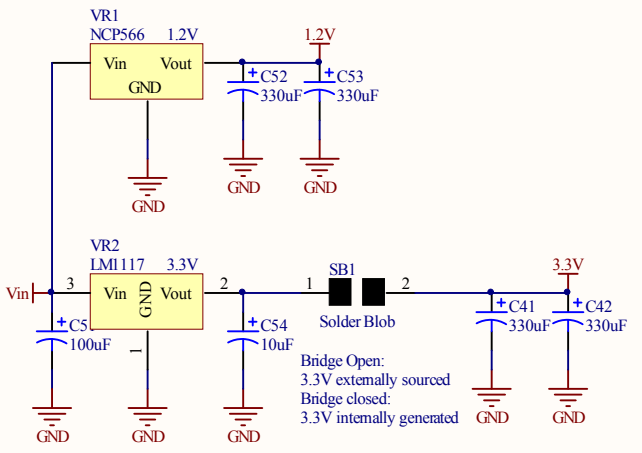 VR1
NCP566 1.2V
1.2V
Vin Vout
GND
C52
330uF
C53
330uF
GND
GND
GND
VR2
LM1117 3.3V
3.3V
Vin
3
Vin GND Vout
2
1
SB1
2
Solder Blob
1
C54
10uF
100uF
C41
330uF
C42
330uF
Bridge Open:
3.3V externally sourced
Bridge closed:
3.3V internally generated
GND
GND
GND
GND
GND